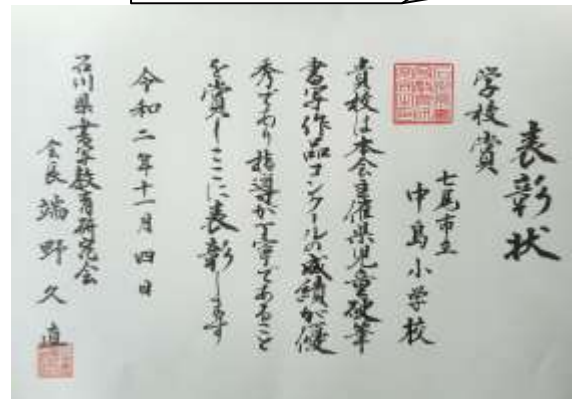 表彰状
学校賞
七尾市立
中島小学校
貴校は本会主催県児童硬筆
書写作品コンクールの成績が優
秀であり指導が丁寧であること
を賞しここに表彰します
令和二年十一月四日
石川県書写教育研究会
会長 端野久直